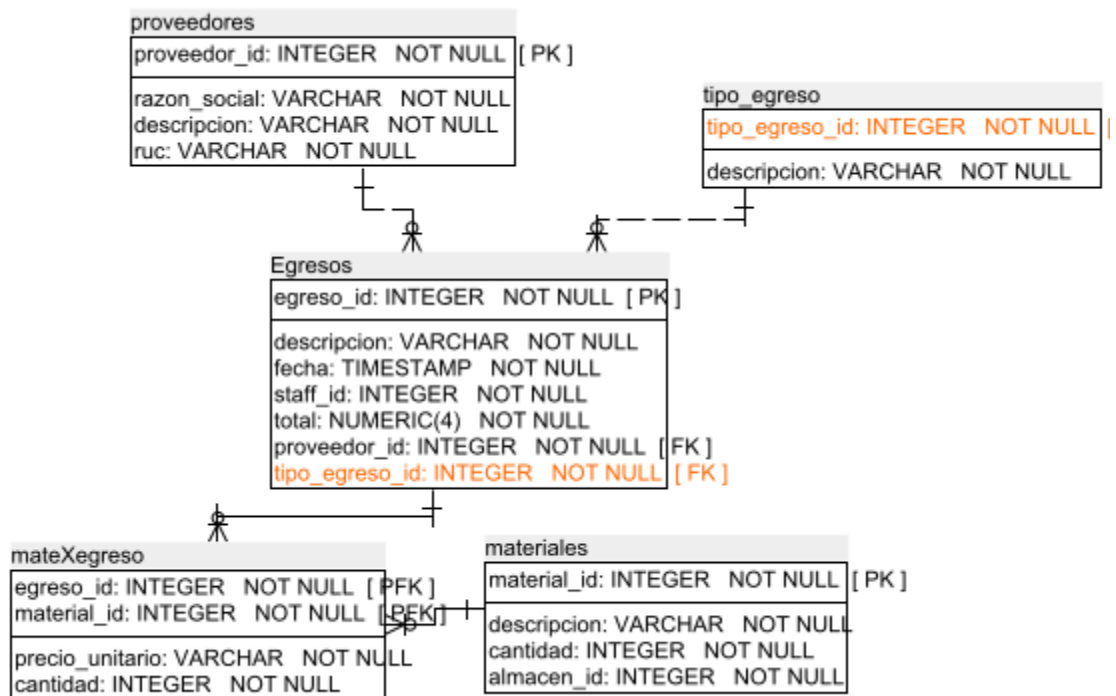 proveedores
proveedor_id: INTEGER NOT NULL [ PK ]
razon_social: VARCHAR NOT NULL
descripcion: VARCHAR NOT NULL
ruc: VARCHAR NOT NULL
tipo_egreso
tipo_egreso_id: INTEGER NOT NULL [
descripcion: VARCHAR NOT NULL
Egresos
egreso_id: INTEGER NOT NULL [ PK ]
descripcion: VARCHAR NOT NULL
fecha: TIMESTAMP NOT NULL
staff_id: INTEGER NOT NULL
total: NUMERIC(4) NOT NULL
proveedor_id: INTEGER NOT NULL [ FK ]
tipo_egreso_id: INTEGER NOT NULL [ FK ]
mateXegreso
egreso_id: INTEGER NOT NULL [ PFK ]
material_id: INTEGER NOT NULL [ PFK ]
precio_unitario: VARCHAR NOT NULL
cantidad: INTEGER NOT NULL
materiales
material_id: INTEGER NOT NULL [ PK ]
descripcion: VARCHAR NOT NULL
cantidad: INTEGER NOT NULL
almacen_id: INTEGER NOT NULL